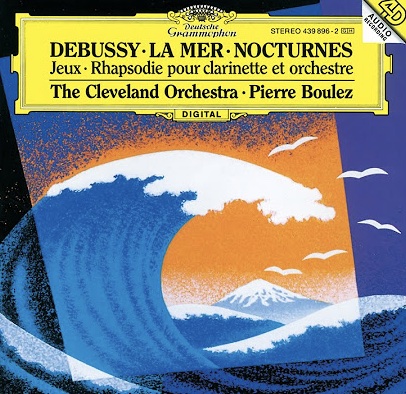 Deutsche
Grammophon
STEREO 439 896-2 GH
4D
AUDIO
RECORDING
DEBUSSY · LA MER · NOCTURNES
Jeux · Rhapsodie pour clarinette et orchestre
The Cleveland Orchestra · Pierre Boulez
DIGITAL